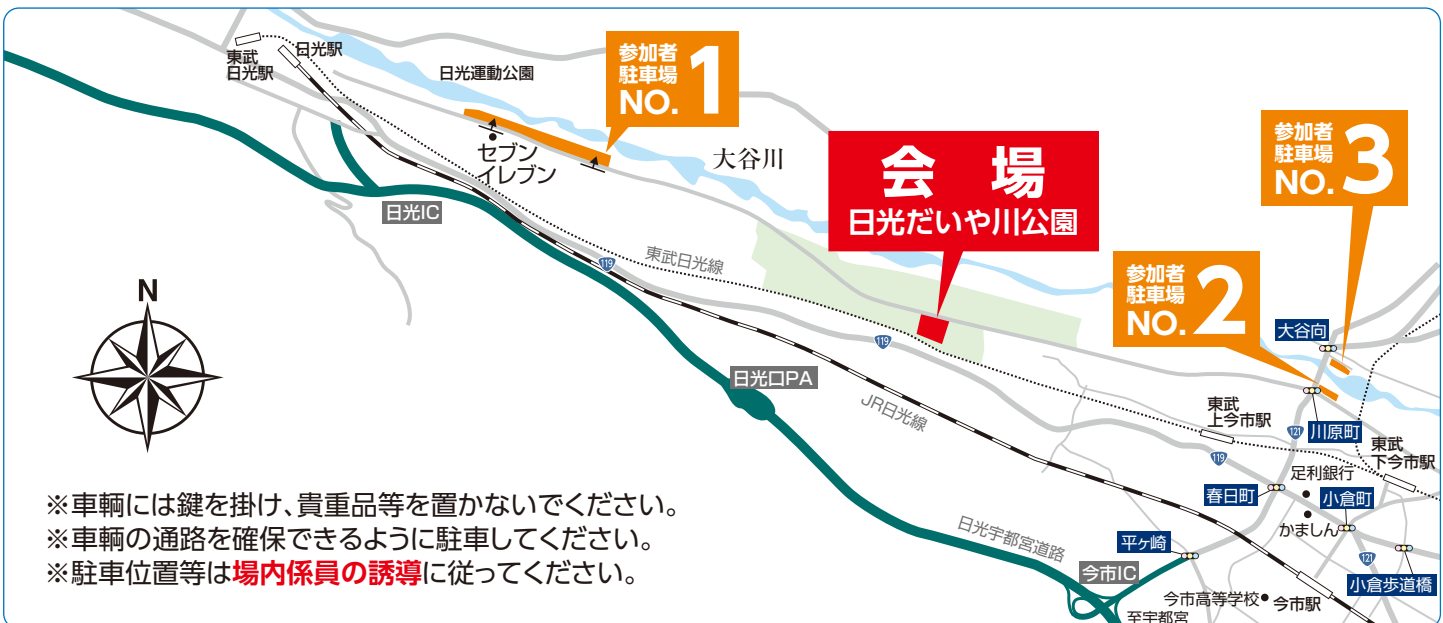 東武
日光駅
日光駅
日光運動公園
参加者
駐車場
NO. 1
セブン
イレブン
大谷川
会 場
日光だいや川公園
参加者
駐車場
NO. 3
日光IC
東武日光線
119
参加者
駐車場
NO. 2
大谷向
N
119
日光口PA
JR日光線
東武
上今市駅
121
川原町
東武
下今市駅
119
足利銀行
春日町
小倉町
かましん
※車輌には鍵を掛け、貴重品等を置かないでください。
※車輌の通路を確保できるように駐車してください。
※駐車位置等は場内係員の誘導に従ってください。
日光宇都宮道路
平ヶ崎
121
今市IC
小倉歩道橋
今市高等学校
今市駅
至宇都宮